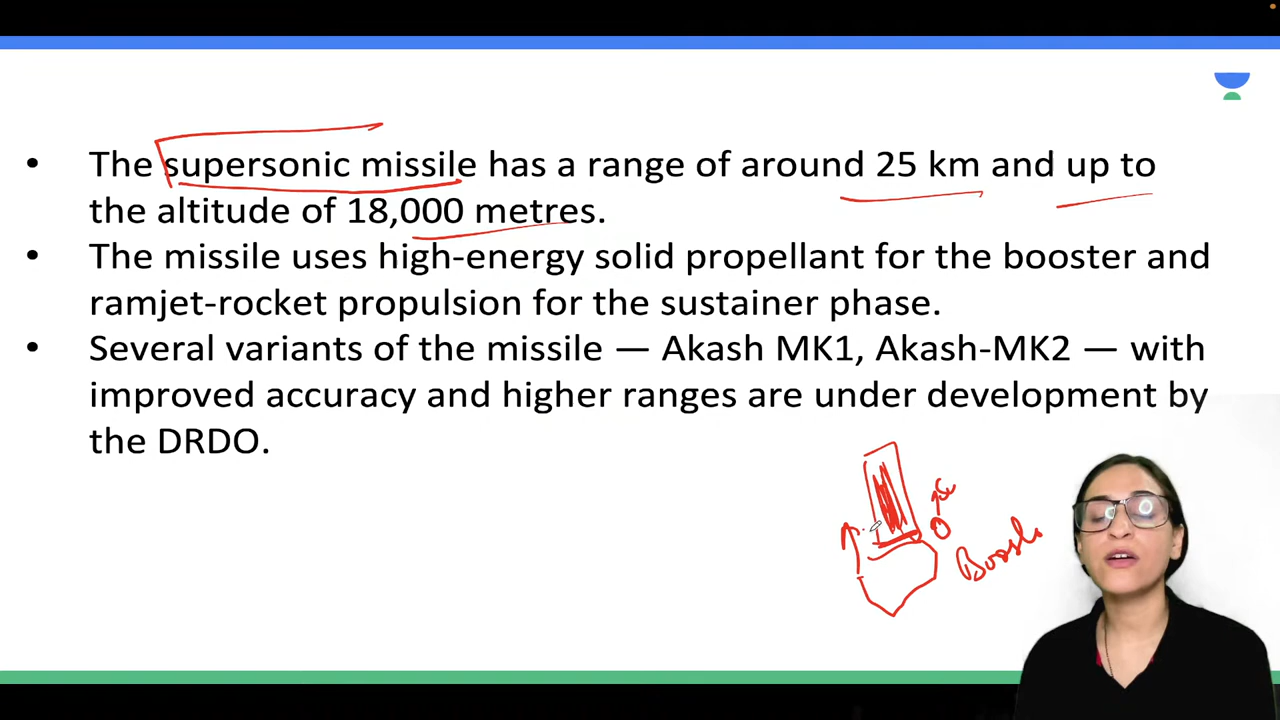 • The supersonic missile has a range of around 25 km and up to
the altitude of 18,000 metres.
• The missile uses high-energy solid propellant for the booster and
ramjet-rocket propulsion for the sustainer phase.
• Several variants of the missile — Akash MK1, Akash-MK2 — with
improved accuracy and higher ranges are under development by
the DRDO.